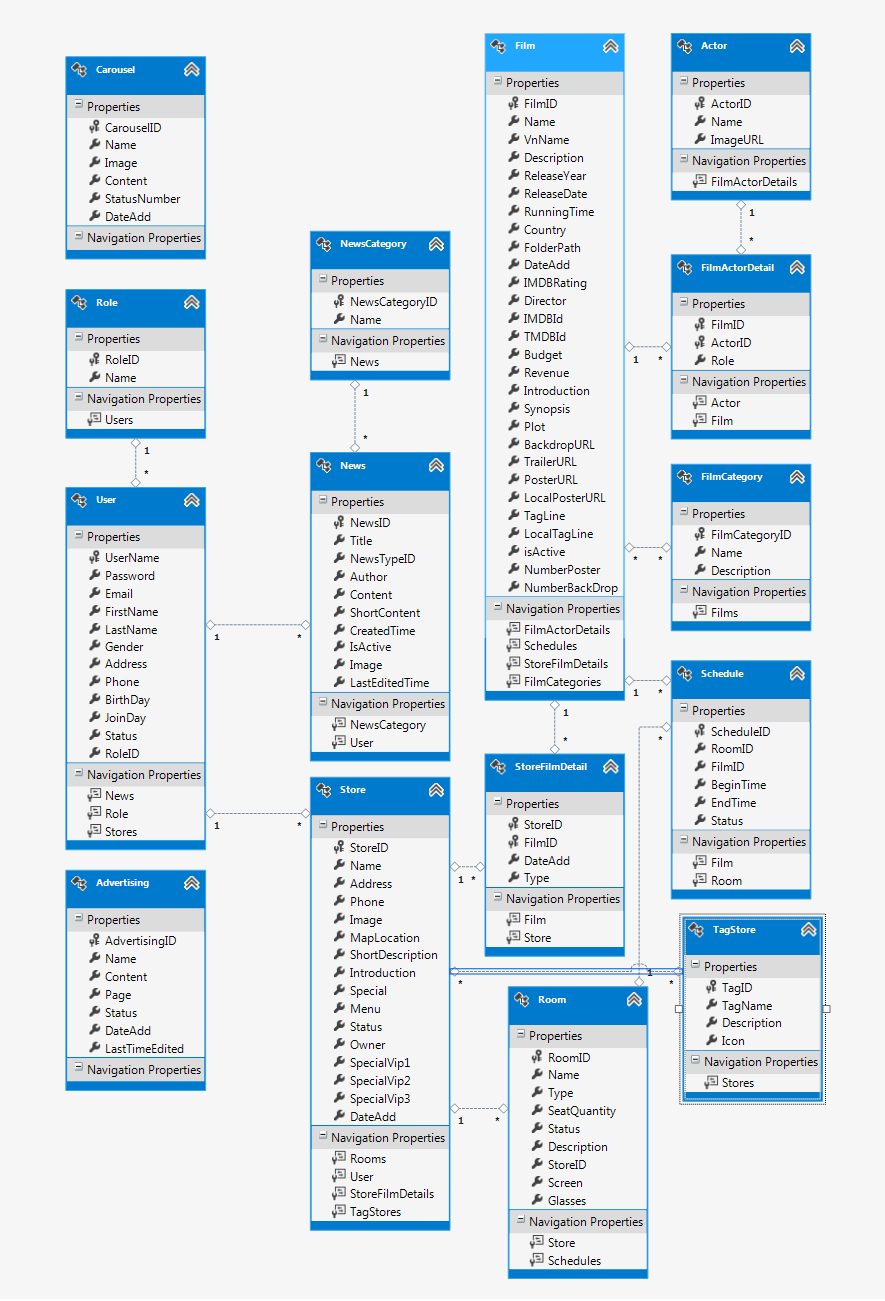 Carousel
Properties
CarouselID
Name
Image
Content
StatusNumber
DateAdd
Navigation Properties
Role
Properties
RoleID
Name
Navigation Properties
Users
1
*
User
Properties
UserName
Password
Email
FirstName
LastName
Gender
Address
Phone
BirthDay
JoinDay
Status
RoleID
Navigation Properties
News
Role
Stores
1
*
1
*
Advertising
Properties
AdvertisingID
Name
Content
Page
Status
DateAdd
LastTimeEdited
Navigation Properties
NewsCategory
Properties
NewsCategoryID
Name
Navigation Properties
News
1
*
News
Properties
NewsID
Title
NewsTypeID
Author
Content
ShortContent
CreatedTime
IsActive
Image
LastEditedTime
Navigation Properties
NewsCategory
User
Store
Properties
StoreID
Name
Address
Phone
Image
MapLocation
ShortDescription
Introduction
Special
Menu
Status
Owner
SpecialVip1
SpecialVip2
SpecialVip3
DateAdd
Navigation Properties
Rooms
User
StoreFilmDetails
TagStores
1
*
*
1
*
1
*
Film
Properties
FilmID
Name
VnName
Description
ReleaseYear
ReleaseDate
RunningTime
Country
FolderPath
DateAdd
IMDBRating
Director
IMDBId
TMDBId
Budget
Revenue
Introduction
Synopsis
Plot
BackdropURL
TrailerURL
PosterURL
LocalPosterURL
TagLine
LocalTagLine
isActive
NumberPoster
NumberBackDrop
Navigation Properties
FilmActorDetails
Schedules
StoreFilmDetails
FilmCategories
1
*
*
*
1
*
1
*
StoreFilmDetail
Properties
StoreID
FilmID
DateAdd
Type
Navigation Properties
Film
Store
Room
Properties
RoomID
Name
Type
SeatQuantity
Status
Description
StoreID
Screen
Glasses
Navigation Properties
Store
Schedules
Actor
Properties
ActorID
Name
ImageURL
Navigation Properties
FilmActorDetails
1
*
FilmActorDetail
Properties
FilmID
ActorID
Role
Navigation Properties
Actor
Film
FilmCategory
Properties
FilmCategoryID
Name
Description
Navigation Properties
Films
Schedule
Properties
ScheduleID
RoomID
FilmID
BeginTime
EndTime
Status
Navigation Properties
Film
Room
*
TagStore
Properties
TagID
TagName
Description
Icon
Navigation Properties
Stores